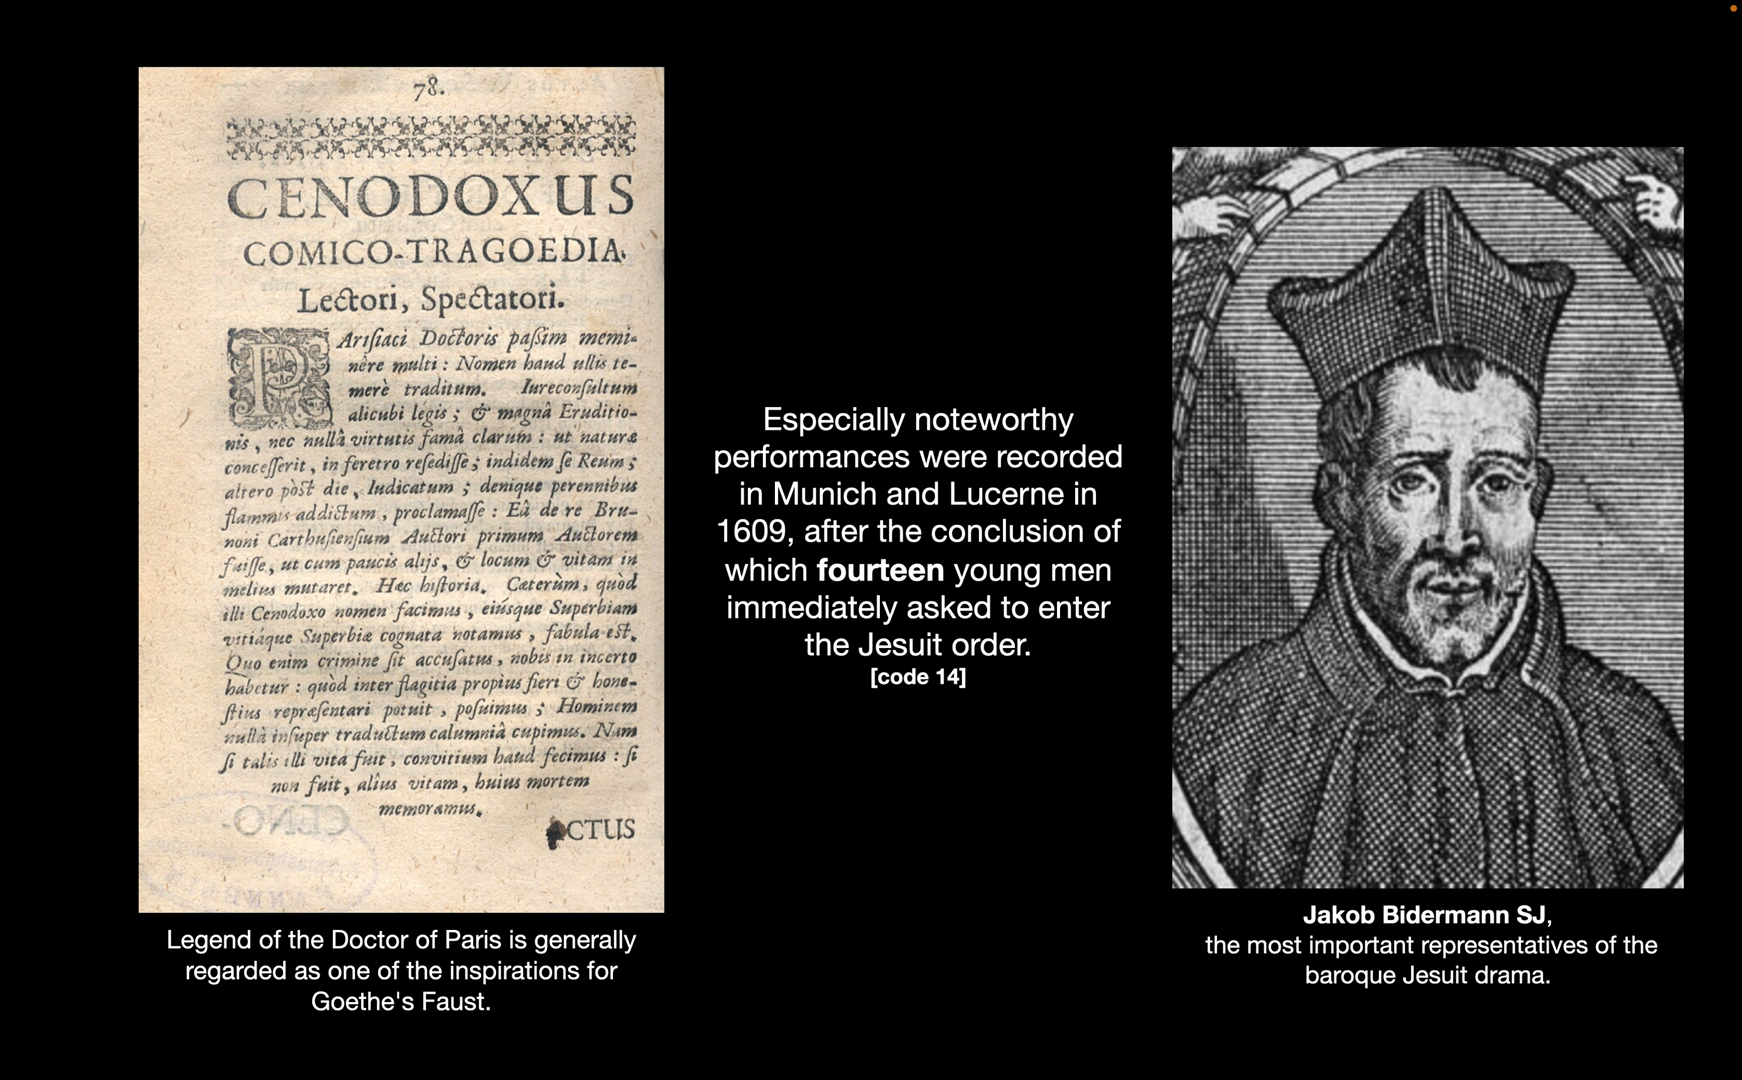 78.
CENODOXUS
COMICO-TRAGOEDIA.
Lectori, Spectatori.
PAriſiaci Doctoris paſsim memi-
nêre multi : Nomen haud ullis te-
merè traditum. Iureconſultum
alicubi legis ; & magnâ Eruditio-
nis , nec nullâ virtutis famâ clarum : ut naturæ
conceſſerit , in feretro reſediſſe ; indidem ſe Reum ;
altero pòst die , Iudicatum ; denique perennibus
flammis addictum , proclamaſſe : Eâ de re Bru-
noni Carthuſienſium Auctori primum Auctorem
fuiſſe, ut cum paucis alijs, & locum & vitam in
melius mutaret. Hæc hiſtoria. Cæterùm, quòd
illi Cenodoxo nomen facimus , eiúsque Superbiam
vitiáque Superbiæ cognata notamus , fabula est.
Quo enim crimine ſit accuſatus , nobis in incerto
habetur : quòd inter flagitia propius fieri & hone-
ſtius repræſentari potuit , poſuimus ; Hominem
nullâ inſuper traductum calumniâ cupimus. Nam
ſi talis illi vita fuit , convitium haud fecimus : ſi
non fuit, alîus vitam, huius mortem
memoramus.
ACTUS
Legend of the Doctor of Paris is generally
regarded as one of the inspirations for
Goethe's Faust.
Especially noteworthy
performances were recorded
in Munich and Lucerne in
1609, after the conclusion of
which fourteen young men
immediately asked to enter
the Jesuit order.
[code 14]
Jakob Bidermann SJ,
the most important representatives of the
baroque Jesuit drama.